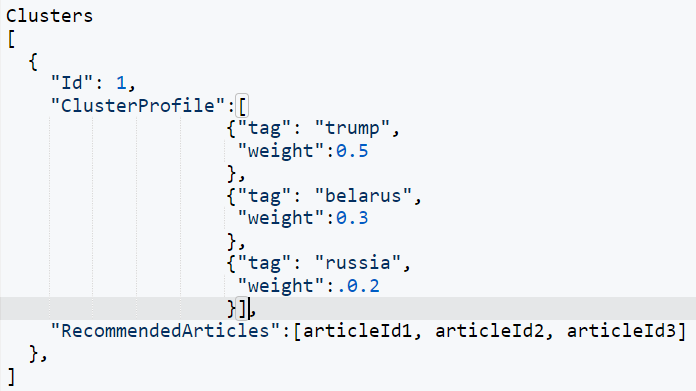 Clusters
[
{
"Id": 1,
"ClusterProfile":[
{"tag": "trump",
"weight":0.5
},
{"tag": "belarus",
"weight":0.3
},
{"tag": "russia",
"weight":.0.2
}],
"RecommendedArticles":[articleId1, articleId2, articleId3]
},
]